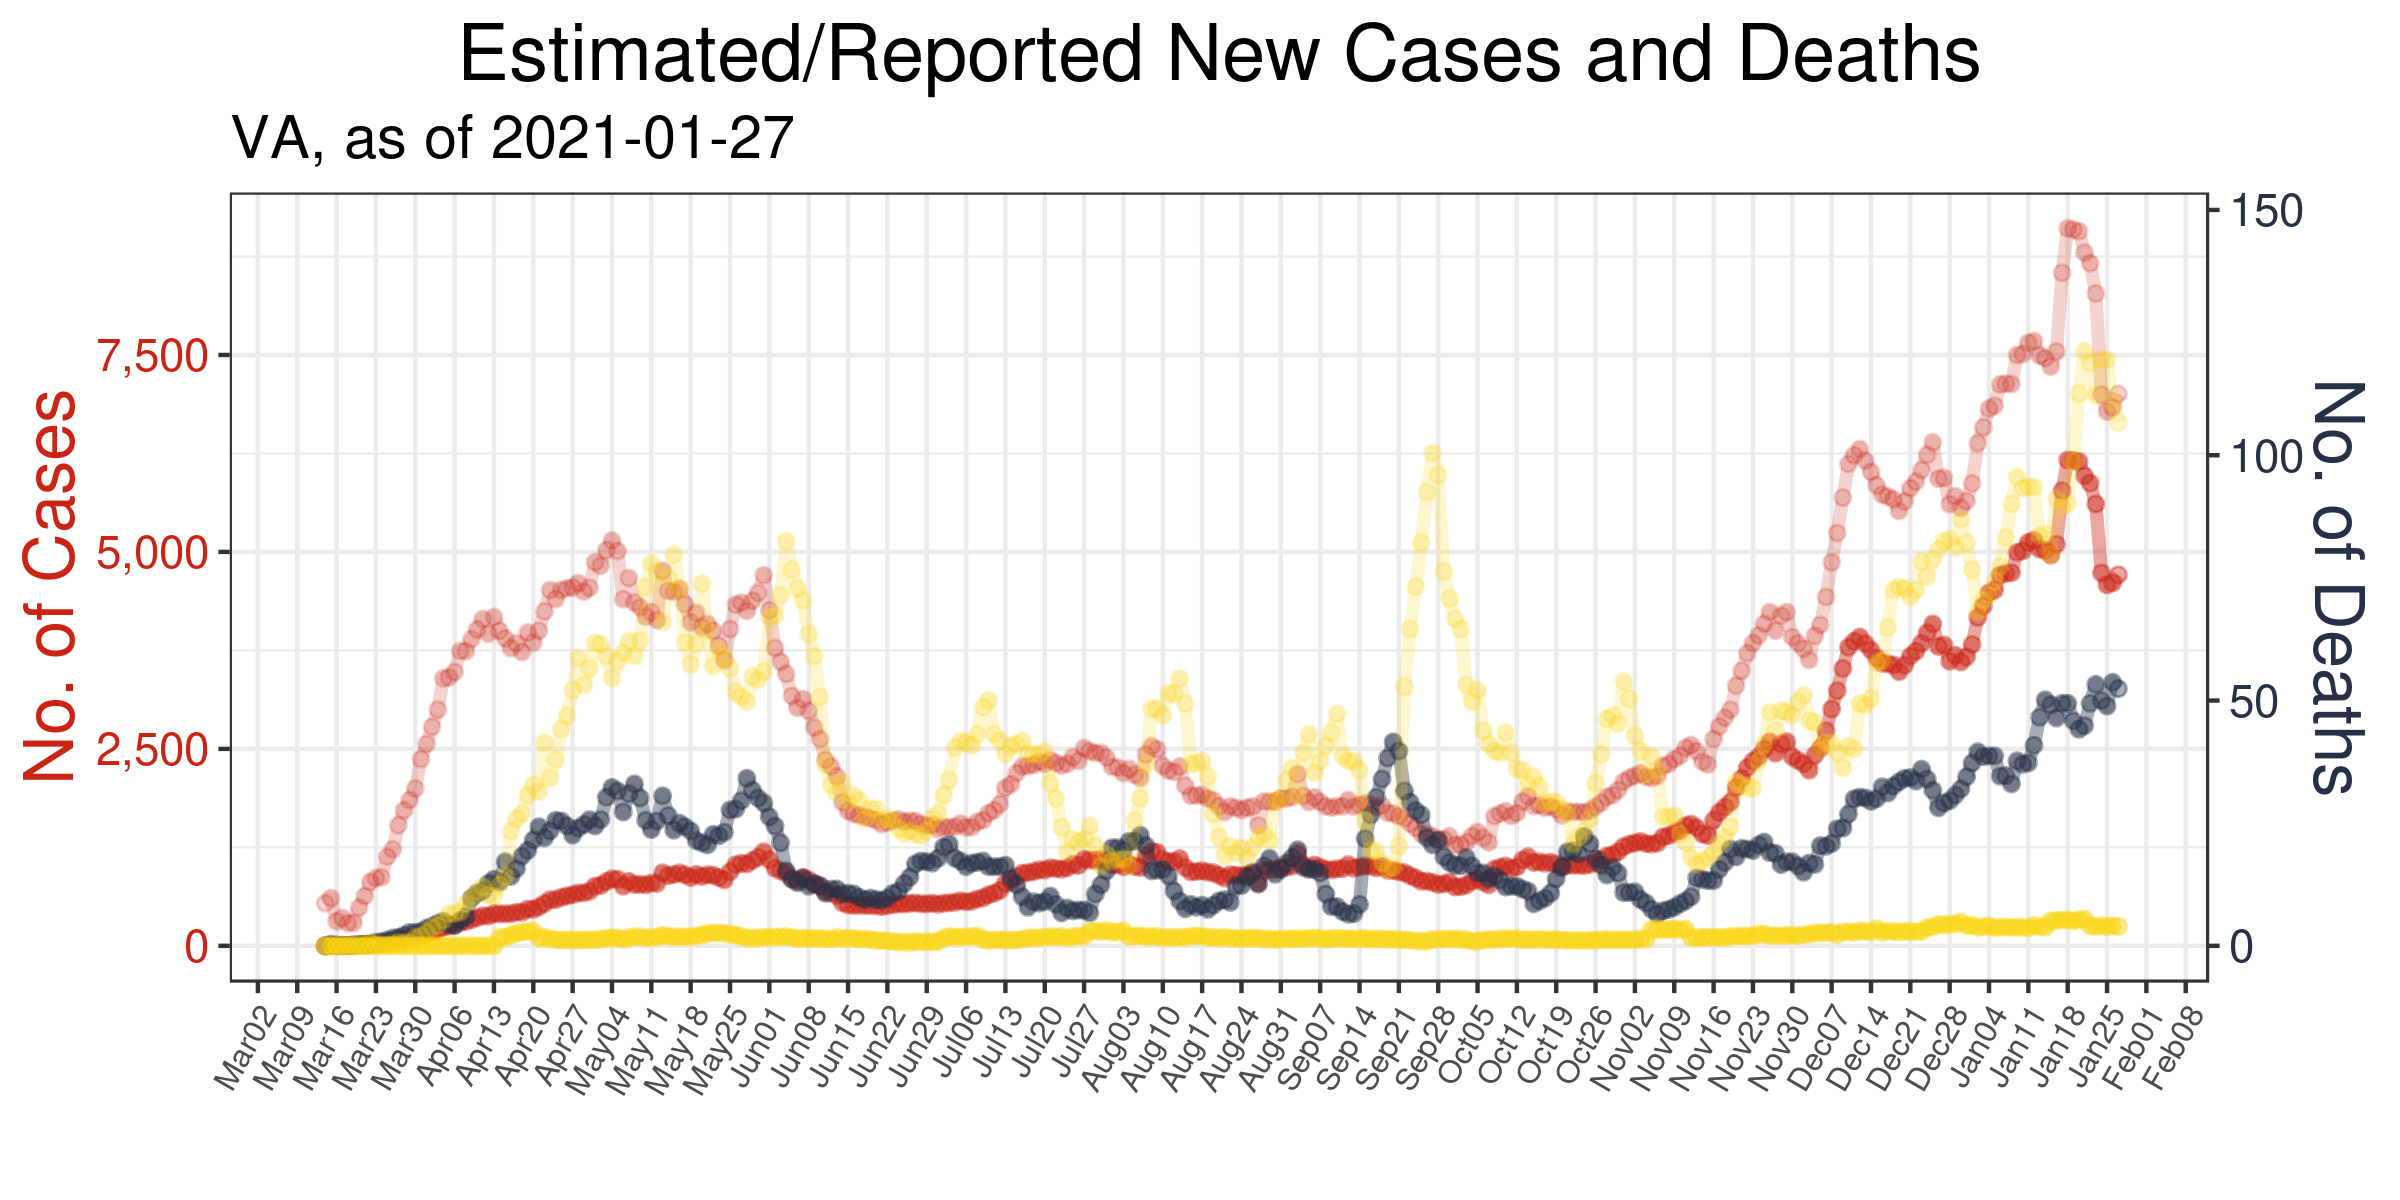 Estimated/Reported New Cases and Deaths
VA, as of 2021-01-27
No. of Cases
7,500
5,000
2,500
0
150
100
50
0
No. of Deaths
Mar02 Mar09 Mar16 Mar23 Mar30 Apr06 Apr13 Apr20 Apr27 May04 May11 May18 May25 Jun01 Jun08 Jun15 Jun22 Jun29 Jul06 Jul13 Jul20 Jul27 Aug03 Aug10 Aug17 Aug24 Aug31 Sep07 Sep14 Sep21 Sep28 Oct05 Oct12 Oct19 Oct26 Nov02 Nov09 Nov16 Nov23 Nov30 Dec07 Dec14 Dec21 Dec28 Jan04 Jan11 Jan18 Jan25 Feb01 Feb08